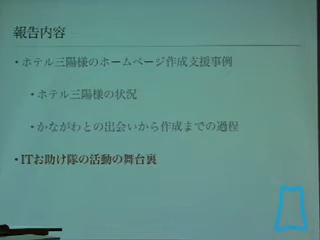 報告内容
・ホテル三陽様のホームページ作成支援事例
・ホテル三陽様の状況
・かながわとの出会いから作成までの過程
・ITお助け隊の活動の舞台裏